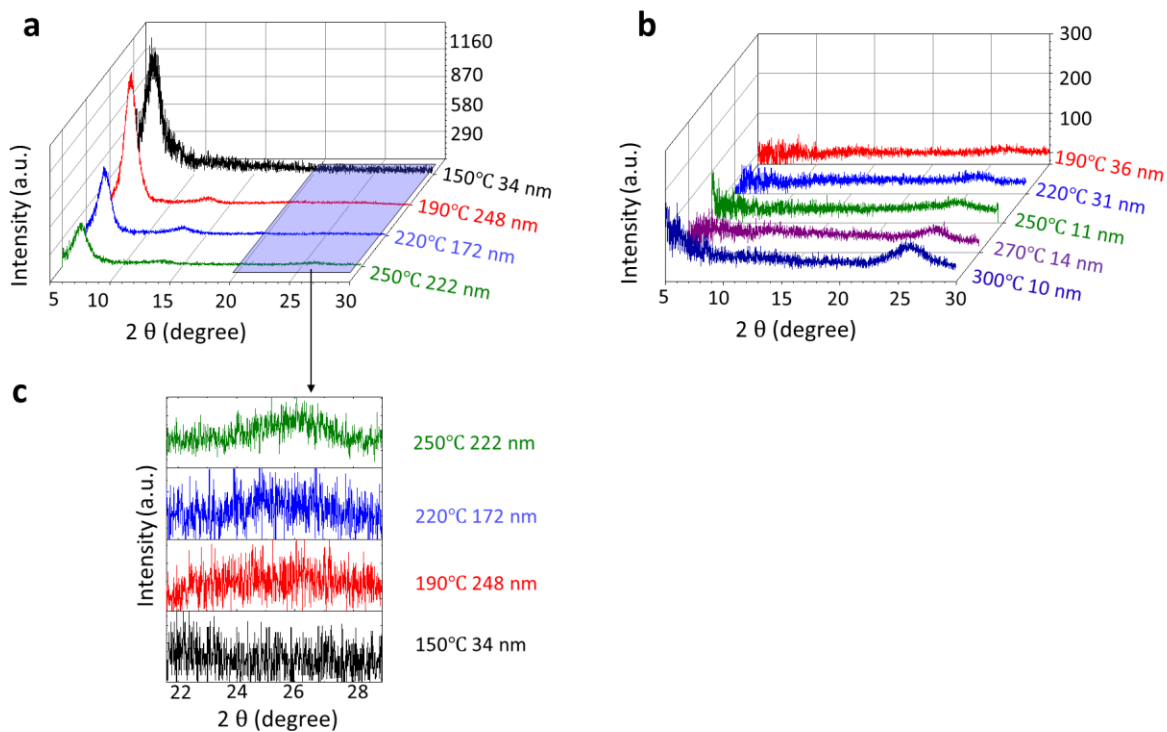 a
Intensity (a.u.)
1160
870
580
290
150℃ 34 nm
190℃ 248 nm
220℃ 172 nm
250℃ 222 nm
5 10 15 20 25 30
2 θ (degree)
b
Intensity (a.u.)
300
200
100
190℃ 36 nm
220℃ 31 nm
250℃ 11 nm
270℃ 14 nm
300℃ 10 nm
5 10 15 20 25 30
2 θ (degree)
c
Intensity (a.u.)
250℃ 222 nm
220℃ 172 nm
190℃ 248 nm
150℃ 34 nm
22 24 26 28
2 θ (degree)